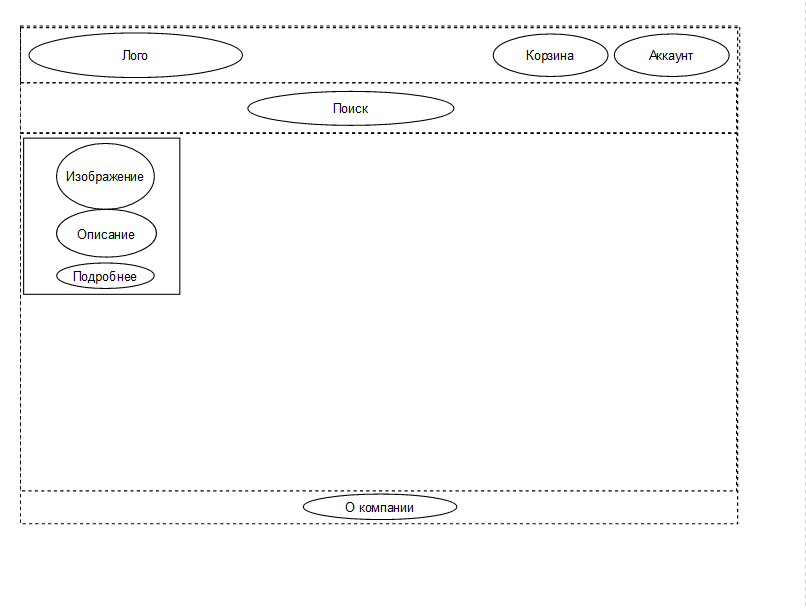 Лого
Корзина
Аккаунт
Поиск
Изображение
Описание
Подробнее
О компании